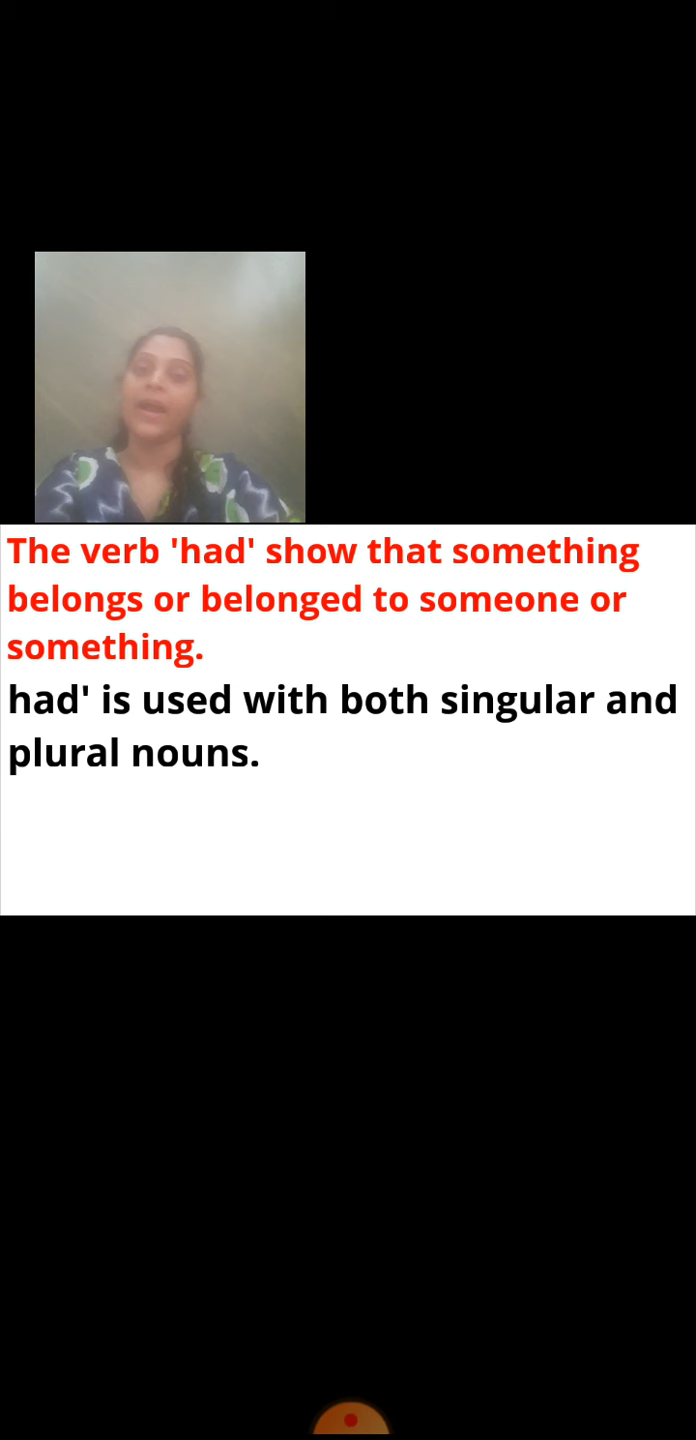 The verb 'had' show that something
belongs or belonged to someone or
something.
had' is used with both singular and
plural nouns.